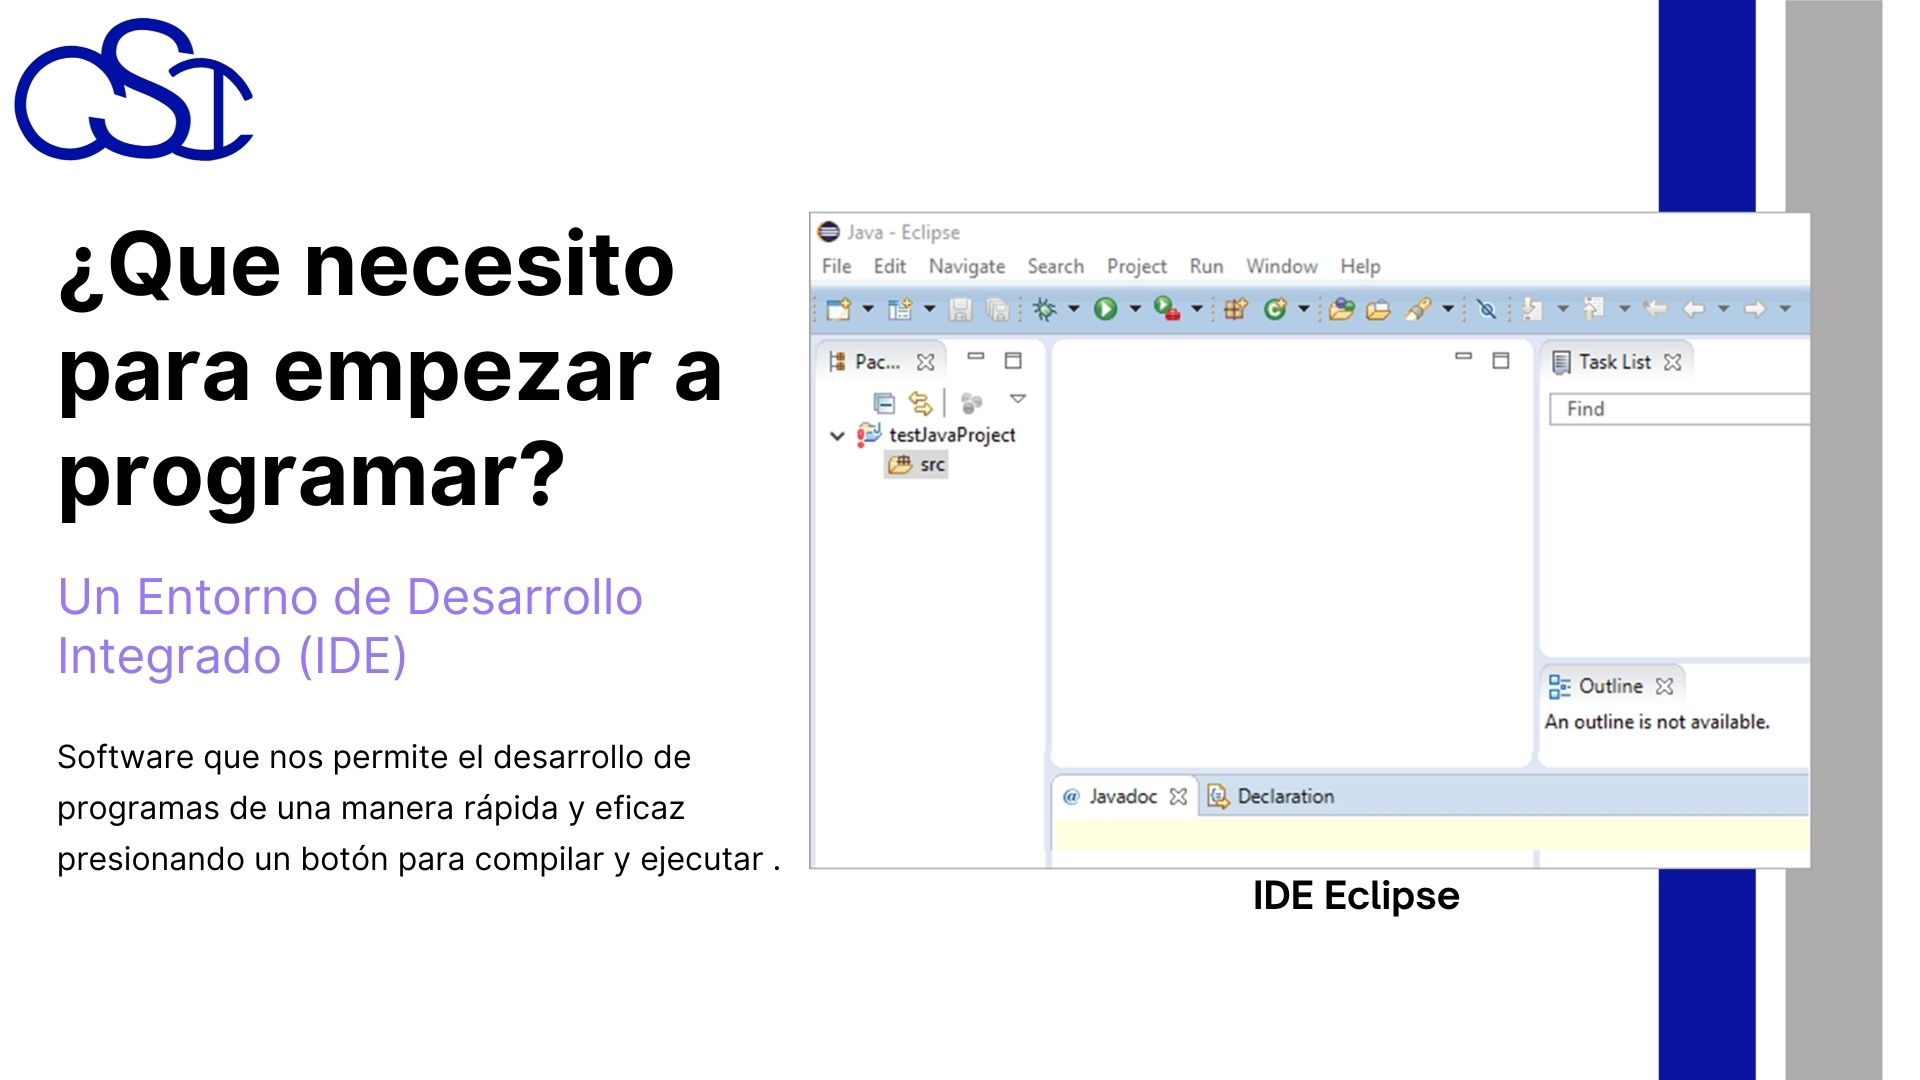 CSTI
¿Que necesito
para empezar a
programar?
Un Entorno de Desarrollo
Integrado (IDE)
Software que nos permite el desarrollo de
programas de una manera rápida y eficaz
presionando un botón para compilar y ejecutar .
Java - Eclipse
File Edit Navigate Search Project Run Window Help
Pac...
Task List
Find
testJavaProject
src
Outline
An outline is not available.
@ Javadoc Declaration
IDE Eclipse